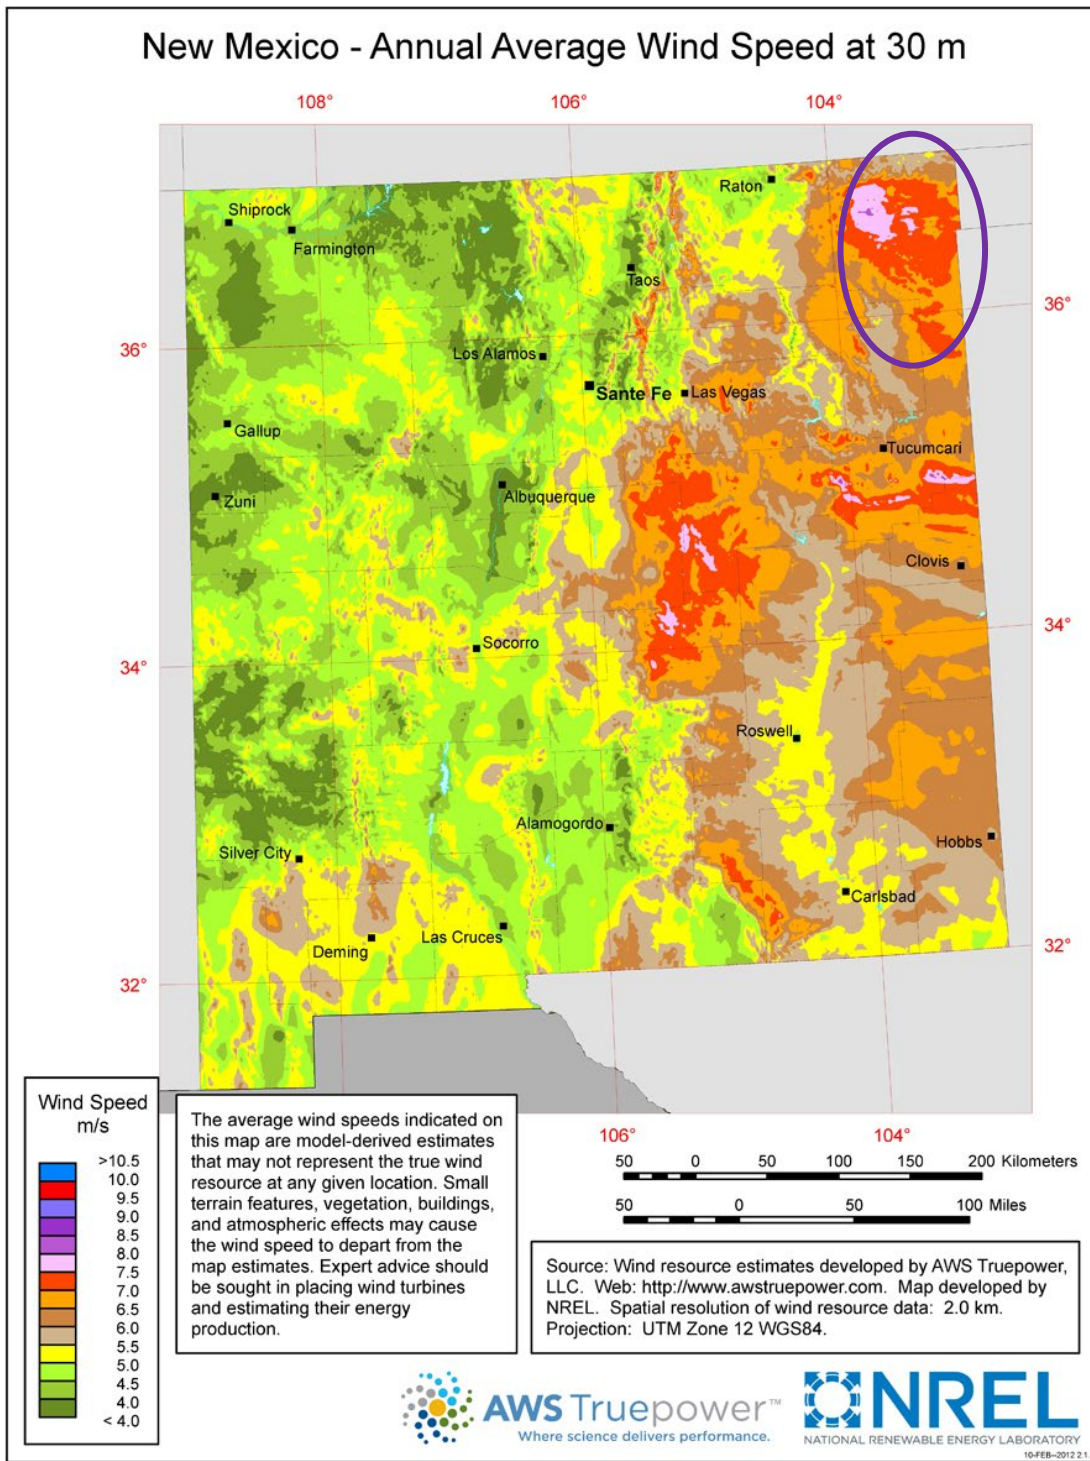 New Mexico - Annual Average Wind Speed at 30 m
108°
106°
104°
Raton
Shiprock
Farmington
Taos
36°
36°
Los Alamos
Sante Fe
Las Vegas
Gallup
Tucumcari
Zuni
Albuquerque
Clovis
34°
34°
Socorro
Roswell
Alamogordo
Hobbs
Silver City
Carlsbad
Las Cruces
Deming
32°
32°
106°
104°
Wind Speed
m/s
>10.5
10.0
9.5
9.0
8.5
8.0
7.5
7.0
6.5
6.0
5.5
5.0
4.5
4.0
< 4.0
The average wind speeds indicated on
this map are model-derived estimates
that may not represent the true wind
resource at any given location. Small
terrain features, vegetation, buildings,
and atmospheric effects may cause
the wind speed to depart from the
map estimates. Expert advice should
be sought in placing wind turbines
and estimating their energy
production.
50 0 50 100 150 200 Kilometers
50 0 50 100 Miles
Source: Wind resource estimates developed by AWS Truepower,
LLC. Web: http://www.awstruepower.com. Map developed by
NREL. Spatial resolution of wind resource data: 2.0 km.
Projection: UTM Zone 12 WGS84.
AWS Truepower™
Where science delivers performance.
NREL
NATIONAL RENEWABLE ENERGY LABORATORY
10-FEB-2012 2.1